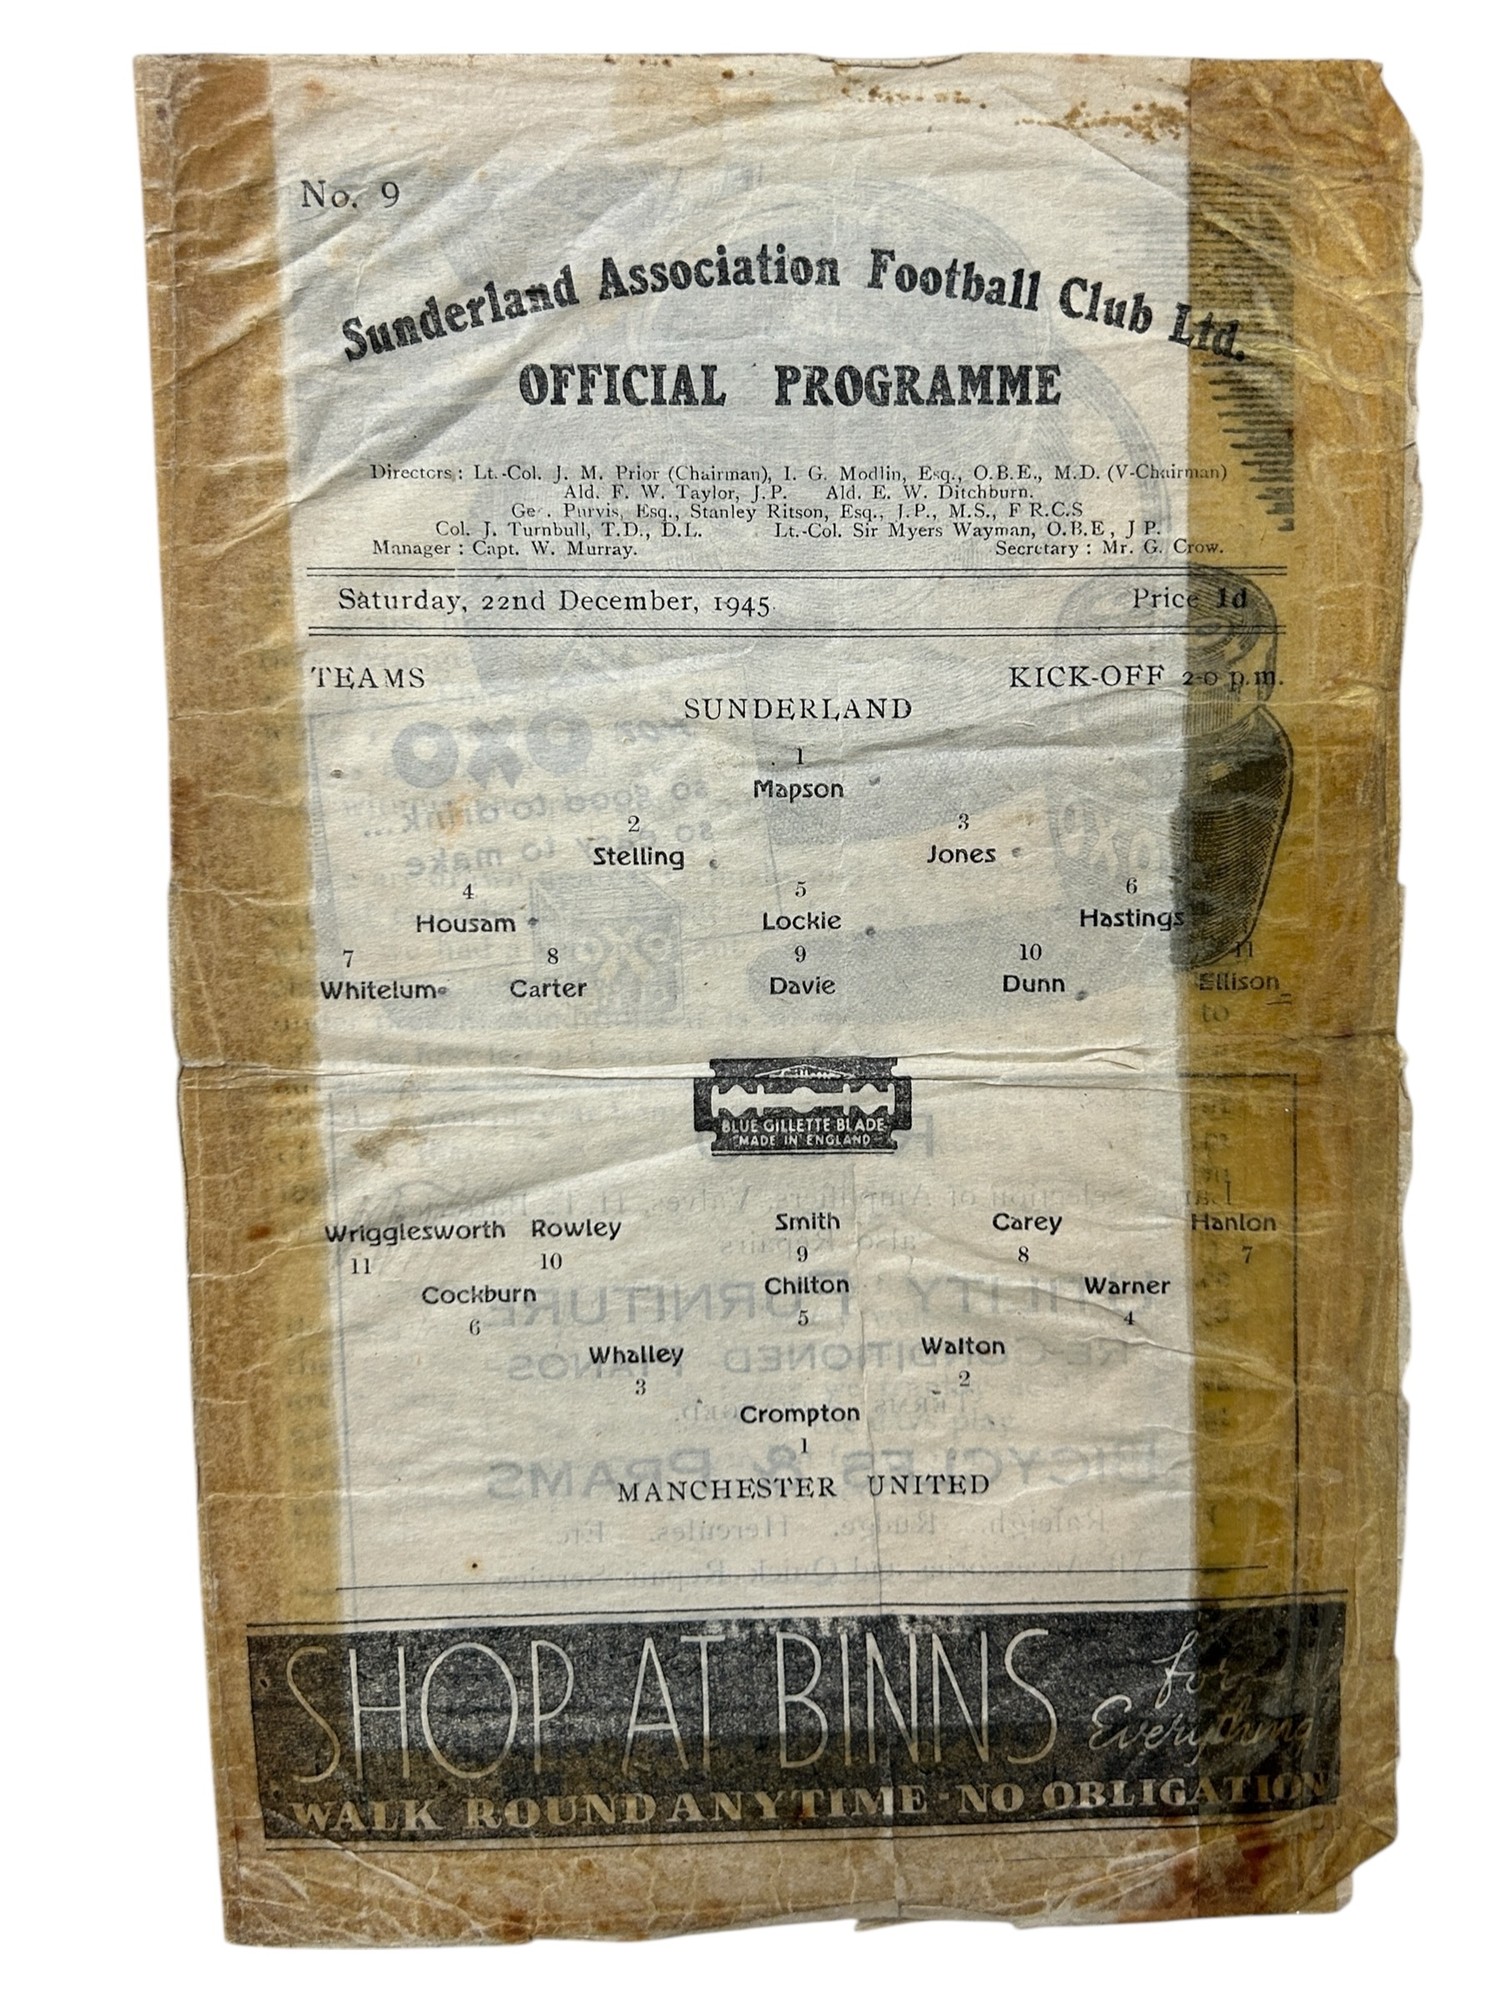 No. 9
Sunderland Association Football Club Ltd.
OFFICIAL PROGRAMME
Directors : Lt.-Col. J. M. Prior (Chairman), I. G. Modlin, Esq., O.B.E., M.D. (V-Chairman)
Ald. F. W. Taylor, J.P. Ald. E. W. Ditchburn.
Purvis, Esq., Stanley Ritson, Esq., J.P., M.S., F R.C.S
Col. J. Turnbull, T.D., D.L. Lt.-Col. Sir Myers Wayman, O.B.E, J P.
Manager : Capt. W. Murray. Secretary : Mr. G. Crow.
Saturday, 22nd December, 1945. Price 1d
TEAMS KICK-OFF 2-0 p.m.
SUNDERLAND
1
Mapson
2 3
Stelling Jones
4 5 6
Housam Lockie Hastings
7 8 9 10 11
Whitelum Carter Davie Dunn Ellison
BLUE GILLETTE BLADE
MADE IN ENGLAND
Wrigglesworth Rowley Smith Carey Hanlon
11 10 9 8 7
Cockburn Chilton Warner
6 5 4
Whalley Walton
3 2
Crompton
1
MANCHESTER UNITED
SHOP AT BINNS for Everything
WALK ROUND ANYTIME - NO OBLIGATION